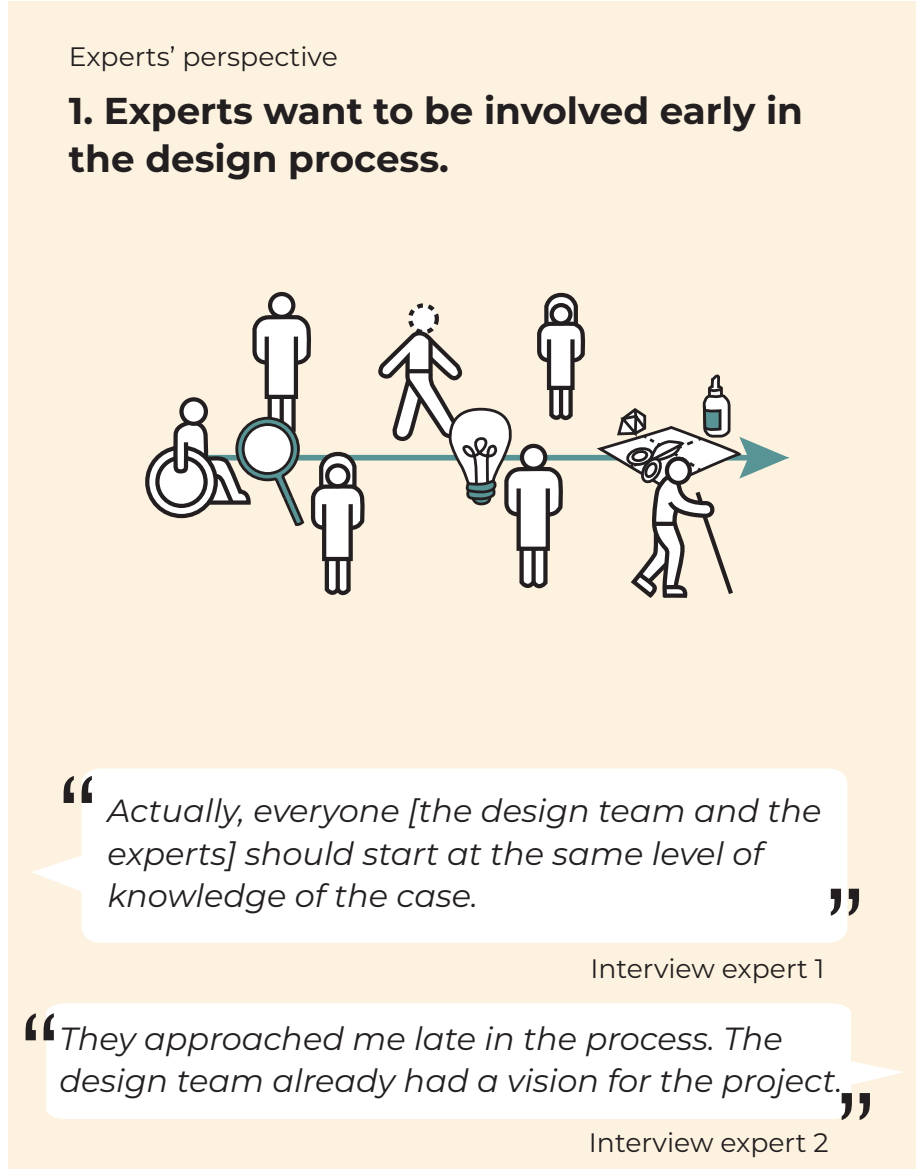 Experts’ perspective
1. Experts want to be involved early in
the design process.
“Actually, everyone [the design team and the
experts] should start at the same level of
knowledge of the case.”
Interview expert 1
“They approached me late in the process. The
design team already had a vision for the project.”
Interview expert 2